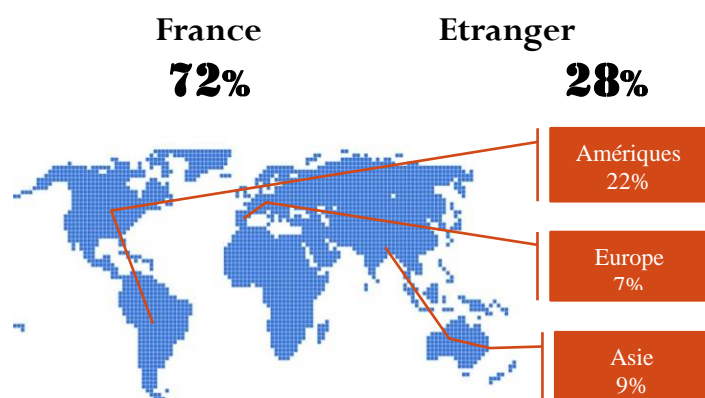 France Etranger
72% 28%
Amériques
22%
Europe
7%
Asie
9%